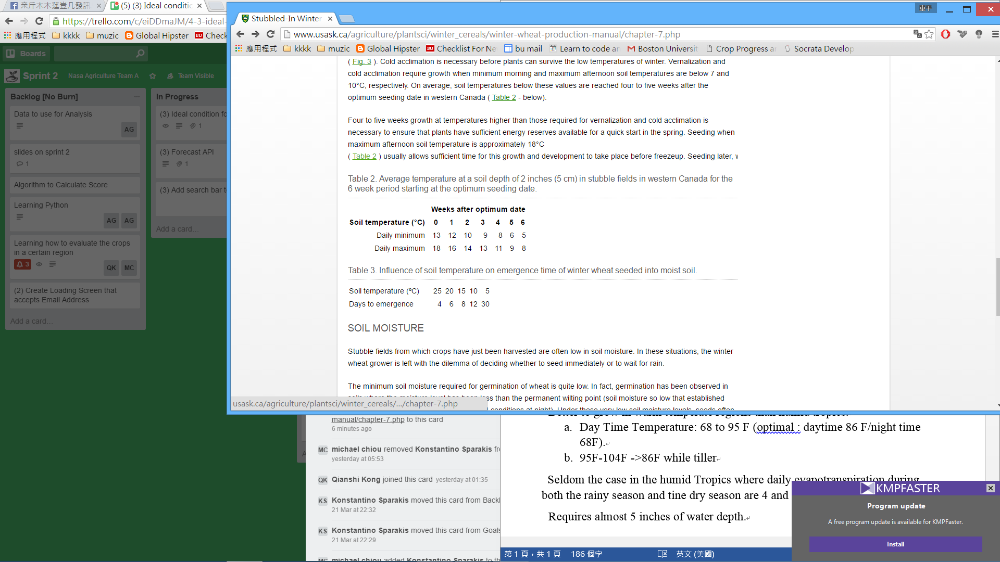 (5) (3) Ideal conditic
https://trello.com/c/eiDDmaJM/4-3-ideal-
應用程式 kkkk muzic Global Hipster Check
Boards
Sprint 2 Nasa Agriculture Team A Team Visible
Backlog [No Burn]
Data to use for Analysis
AG
slides on sprint 2
1
Algorithm to Calculate Score
Learning Python
AG AG
Learning how to evaluate the crops
in a certain region
3 QK MC
(2) Create Loading Screen that
accepts Email Address
Add a card...
In Progress
(3) Ideal condition fo
1
(3) Forecast API
1
(3) Add search bar t
Add a card...
車干
Stubbled-In Winter
www.usask.ca/agriculture/plantsci/winter_cereals/winter-wheat-production-manual/chapter-7.php
應用程式 kkkk muzic Global Hipster Checklist For Ne bu mail Learn to code an Boston Universit Crop Progress ar Socrata Develop
( Fig. 3 ). Cold acclimation is necessary before plants can survive the low temperatures of winter. Vernalization and
cold acclimation require growth when minimum morning and maximum afternoon soil temperatures are below 7 and
10°C, respectively. On average, soil temperatures below these values are reached four to five weeks after the
optimum seeding date in western Canada ( Table 2 - below).
Four to five weeks growth at temperatures higher than those required for vernalization and cold acclimation is
necessary to ensure that plants have sufficient energy reserves available for a quick start in the spring. Seeding when
maximum afternoon soil temperature is approximately 18°C
( Table 2 ) usually allows sufficient time for this growth and development to take place before freezeup. Seeding later, v
Table 2. Average temperature at a soil depth of 2 inches (5 cm) in stubble fields in western Canada for the
6 week period starting at the optimum seeding date.
Weeks after optimum date
Soil temperature (°C) 0 1 2 3 4 5 6
Daily minimum 13 12 10 9 8 6 5
Daily maximum 18 16 14 13 11 9 8
Table 3. Influence of soil temperature on emergence time of winter wheat seeded into moist soil.
Soil temperature (ºC) 25 20 15 10 5
Days to emergence 4 6 8 12 30
SOIL MOISTURE
Stubble fields from which crops have just been harvested are often low in soil moisture. In these situations, the winter
wheat grower is left with the dilemma of deciding whether to seed immediately or to wait for rain.
The minimum soil moisture required for germination of wheat is quite low. In fact, germination has been observed in
soils where the moisture level has been less than the permanent wilting point (soil moisture so low that established
conditions at night). Under these very low soil moisture levels, seeds often
usask.ca/agriculture/plantsci/winter_cereals/.../chapter-7.php
manual/chapter-7.php to this card
6 minutes ago
MC michael chiou removed Konstantino Sparakis fr
yesterday at 05:53
QK Qianshi Kong joined this card yesterday at 01:35
KS Konstantino Sparakis moved this card from Backl
21 Mar at 22:32
KS Konstantino Sparakis moved this card from Goals
21 Mar at 22:29
MC michael chiou added Konstantino Sparakis to th
Better to grow in warm temperate regions than humid tropics.
a. Day Time Temperature: 68 to 95 F (optimal : daytime 86 F/night time
68F).
b. 95F-104F ->86F while tiller
Seldom the case in the humid Tropics where daily evapotranspiration during
both the rainy season and tine dry season are 4 and
Requires almost 5 inches of water depth.
第 1 頁，共 1 頁 186 個字 英文 (美國)
KMPFASTER
Program update
A free program update is available for KMPFaster.
Install